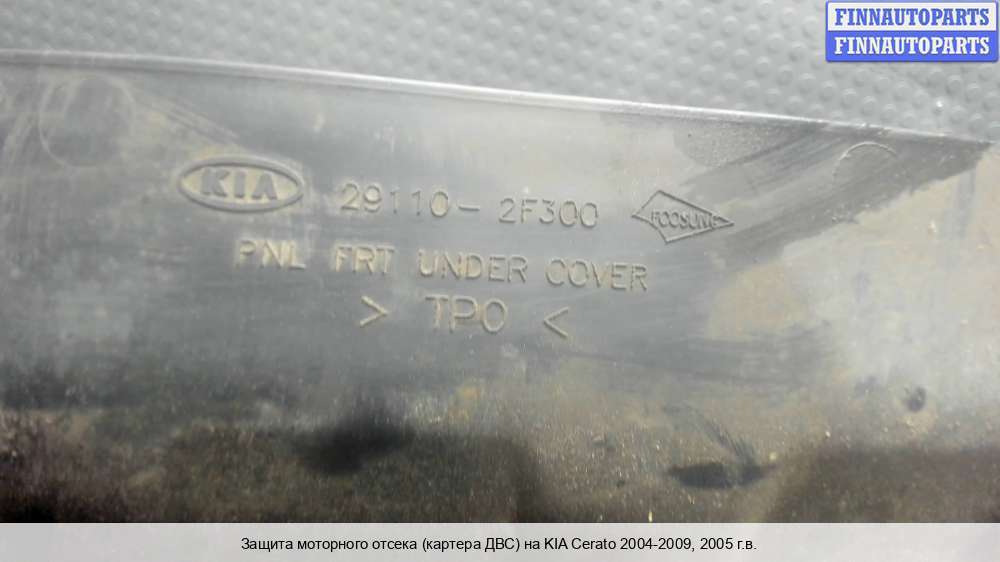 FINNAUTOPARTS
FINNAUTOPARTS
KIA 29110-2F300 FOOSUNG
PNL FRT UNDER COVER
> TPO <
Защита моторного отсека (картера ДВС) на KIA Cerato 2004-2009, 2005 г.в.